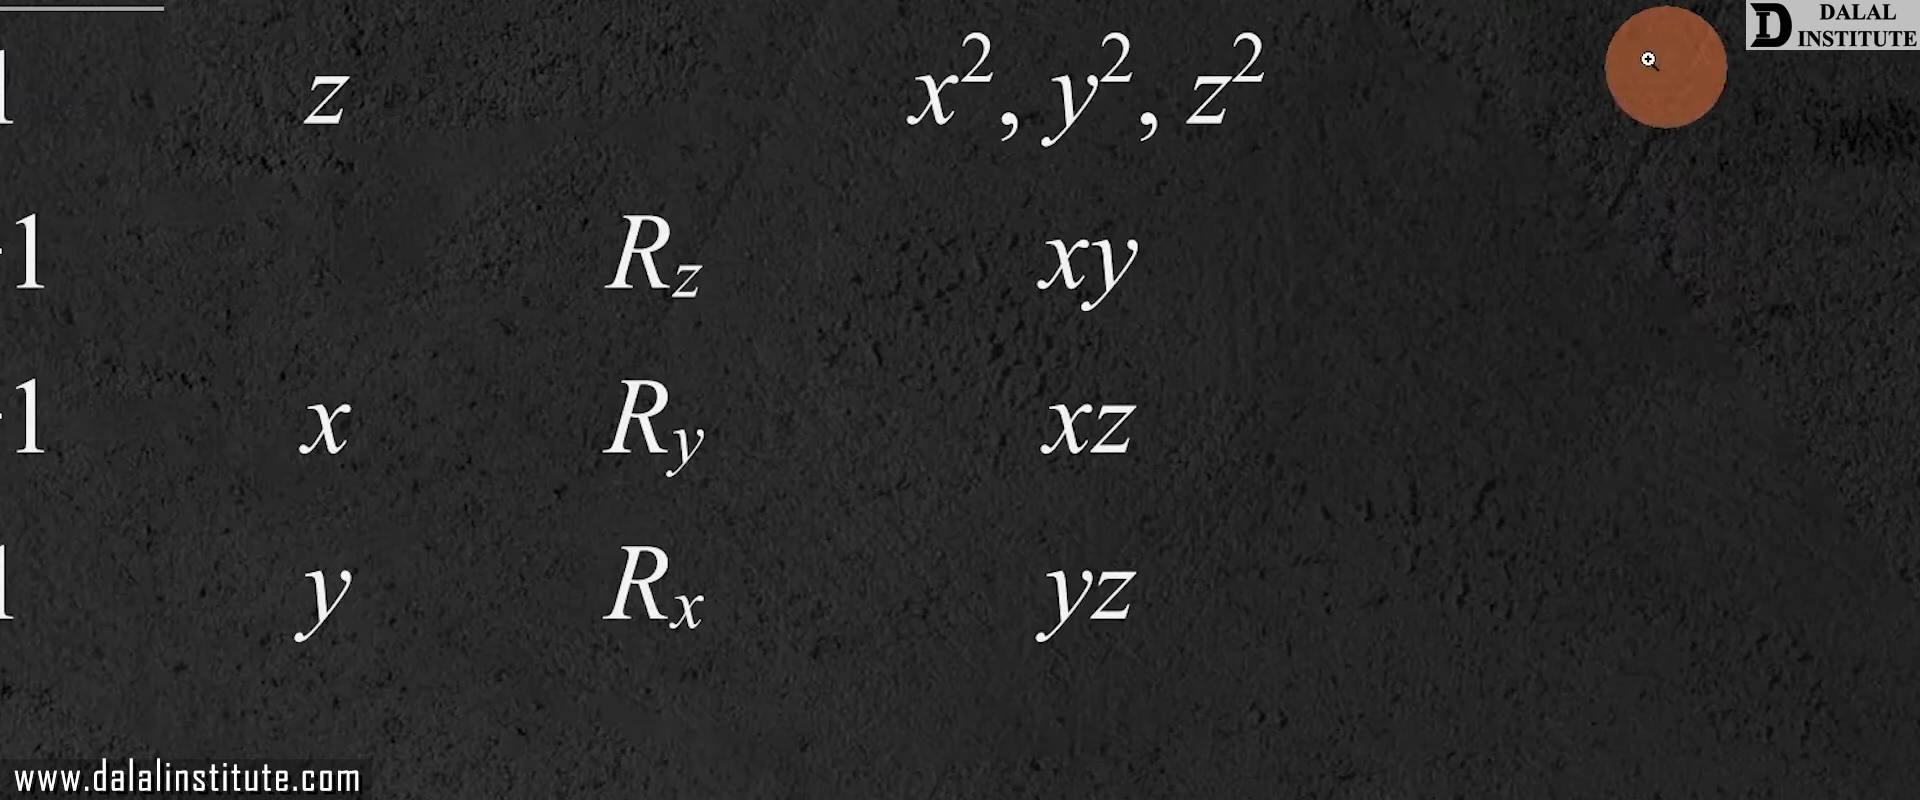 DALAL
INSTITUTE
1 z x², y², z²
-1 R_z xy
-1 x R_y xz
1 y R_x yz
www.dalalinstitute.com